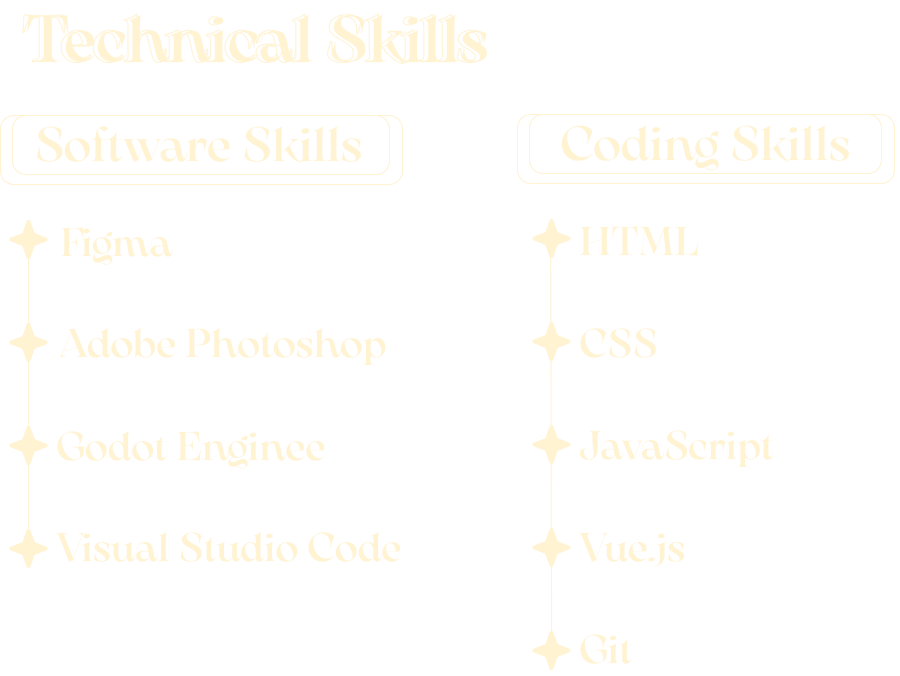 Technical Skills
Software Skills
Figma
Adobe Photoshop
Godot Enginee
Visual Studio Code
Coding Skills
HTML
CSS
JavaScript
Vue.js
Git